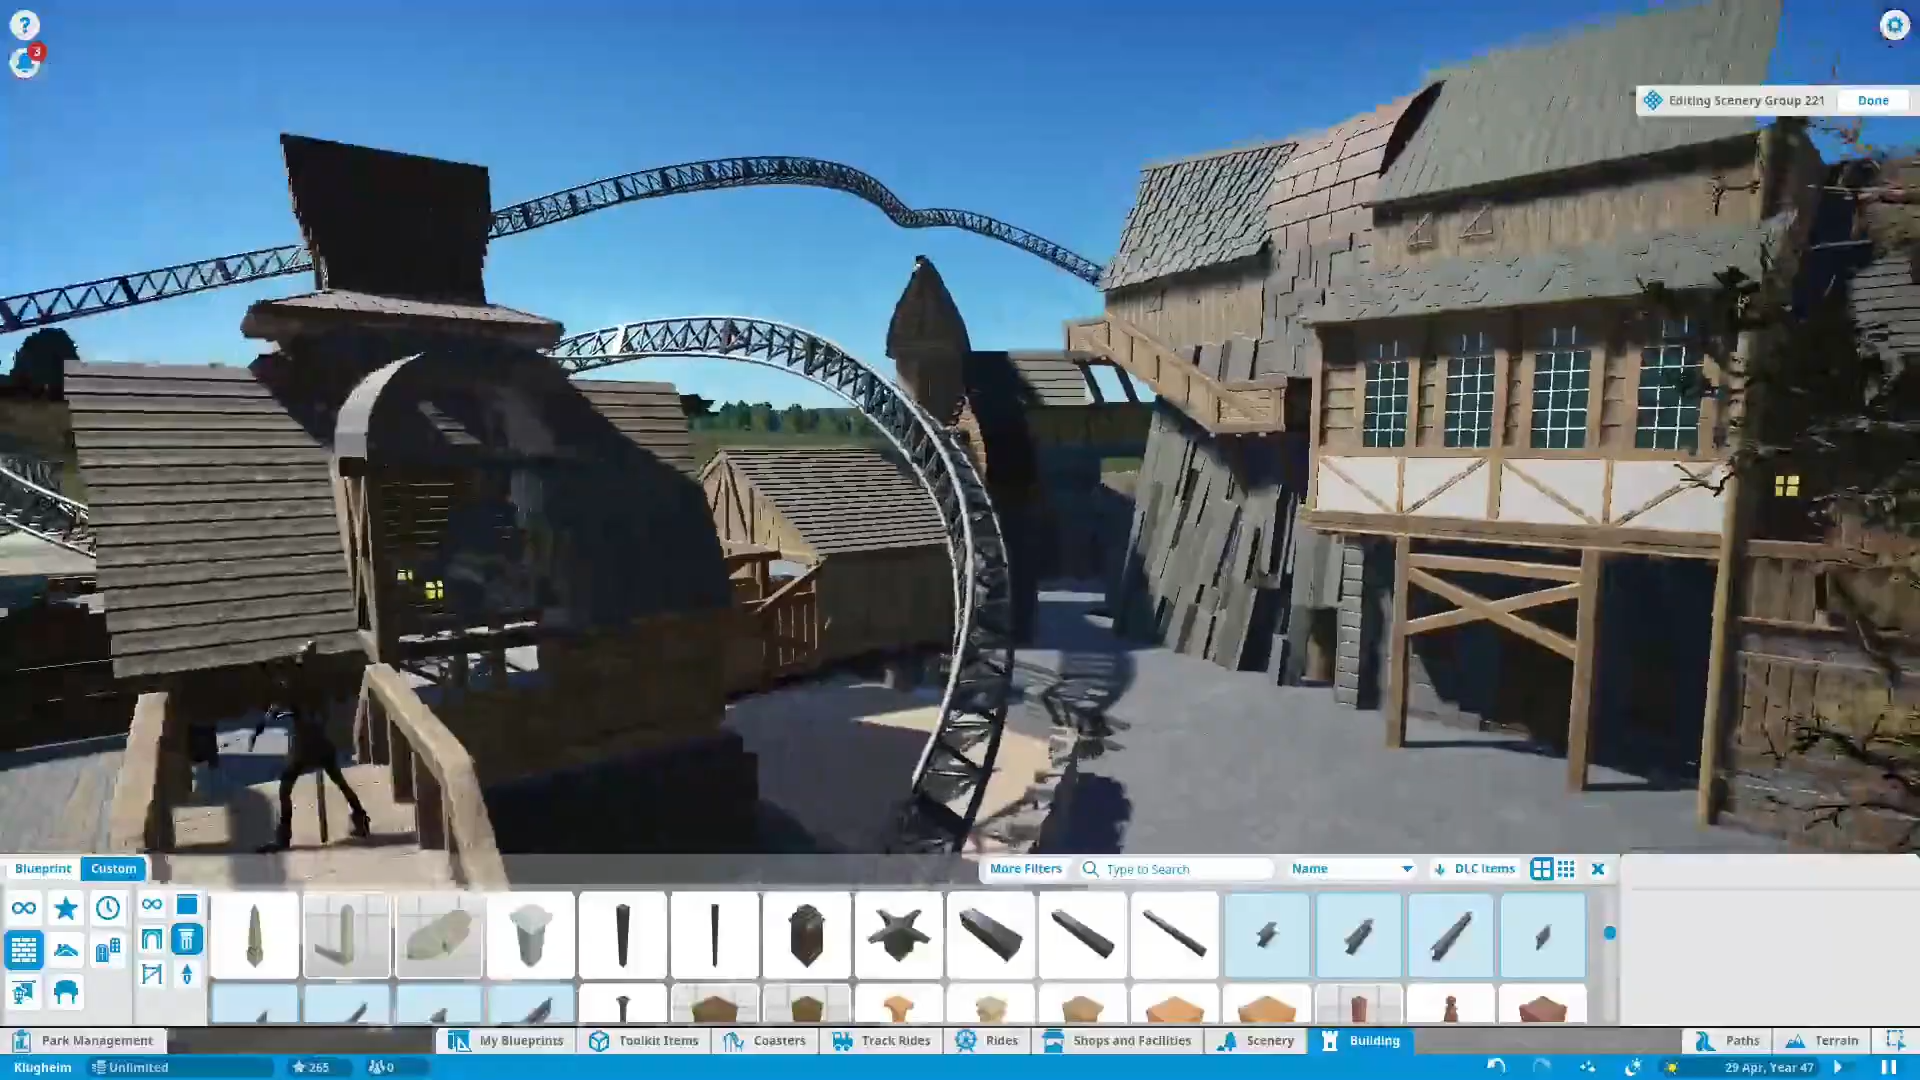 ?
3
Editing Scenery Group 221
Done
Blueprint
Custom
More Filters
Type to Search
Name
DLC Items
Park Management
My Blueprints
Toolkit Items
Coasters
Track Rides
Rides
Shops and Facilities
Scenery
Building
Paths
Terrain
Klugheim
Unlimited
265
0
29 Apr, Year 47